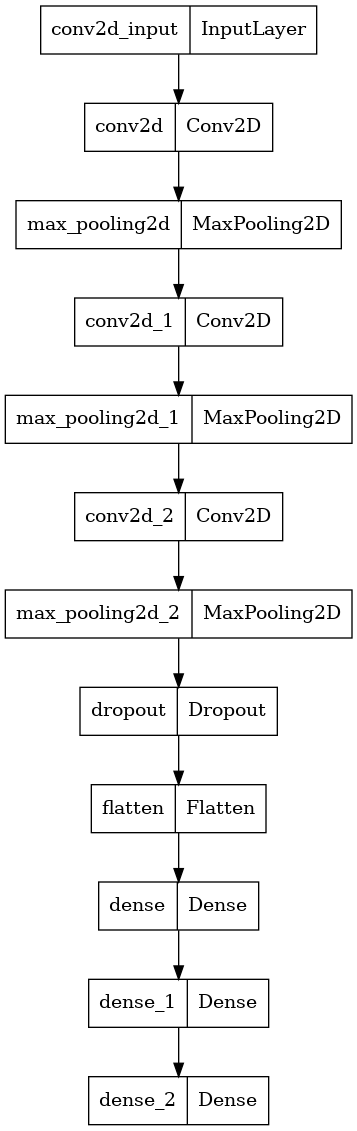 conv2d_input InputLayer
conv2d Conv2D
max_pooling2d MaxPooling2D
conv2d_1 Conv2D
max_pooling2d_1 MaxPooling2D
conv2d_2 Conv2D
max_pooling2d_2 MaxPooling2D
dropout Dropout
flatten Flatten
dense Dense
dense_1 Dense
dense_2 Dense